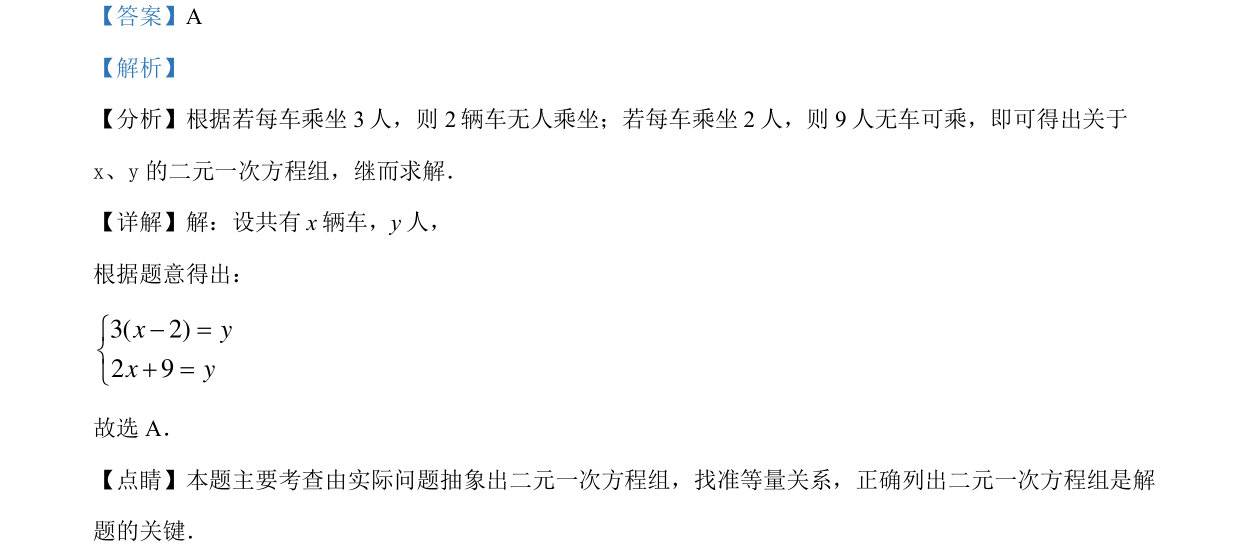 【答案】A
【解析】
【分析】根据若每车乘坐 3 人，则 2 辆车无人乘坐；若每车乘坐 2 人，则 9 人无车可乘，即可得出关于
x、y 的二元一次方程组，继而求解．
【详解】解：设共有 x 辆车，y 人，
根据题意得出：
3(x − 2) = y
2x + 9 = y
故选 A．
【点睛】本题主要考查由实际问题抽象出二元一次方程组，找准等量关系，正确列出二元一次方程组是解
题的关键．